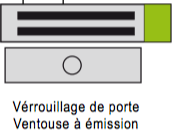 Vérrouillage de porte
Ventouse à émission